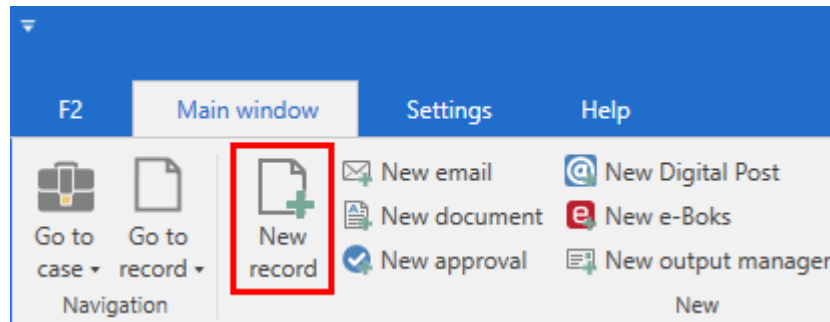 F2 Main window Settings Help
Go to case
Go to record
New record
New email
New document
New approval
New Digital Post
New e-Boks
New output manager
Navigation
New